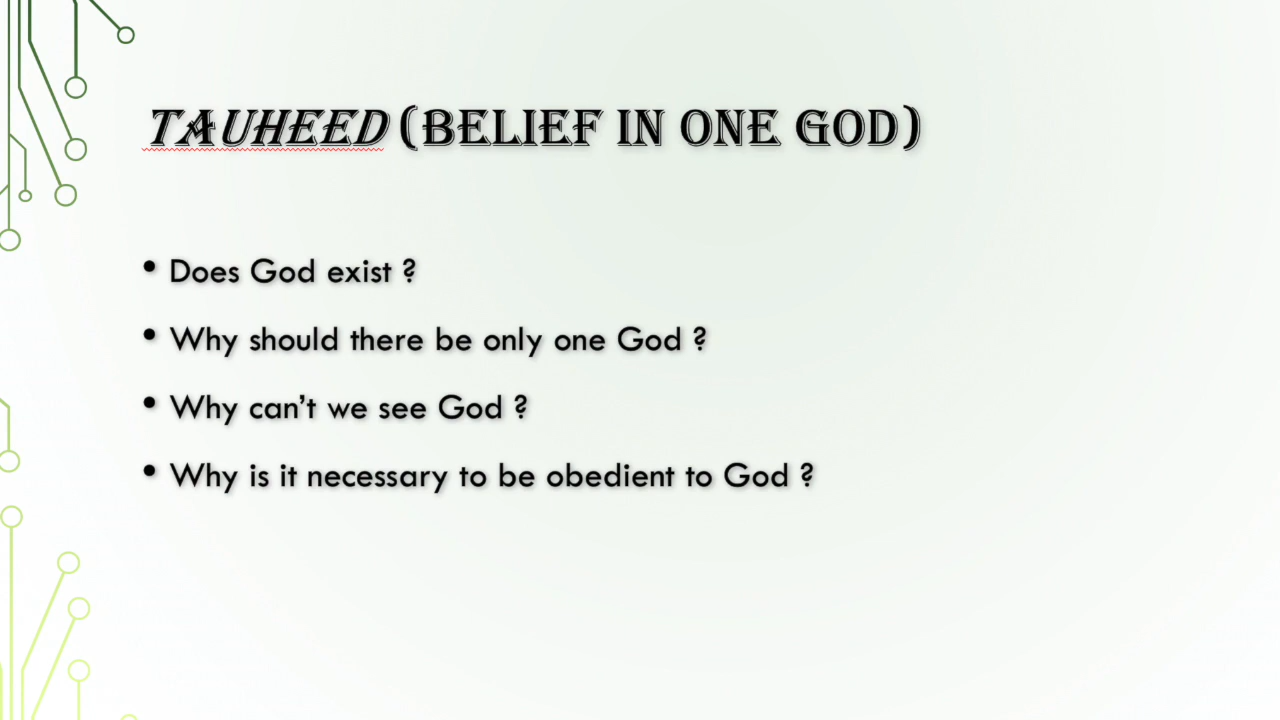 TAUHEED (BELIEF IN ONE GOD)
• Does God exist ?
• Why should there be only one God ?
• Why can’t we see God ?
• Why is it necessary to be obedient to God ?